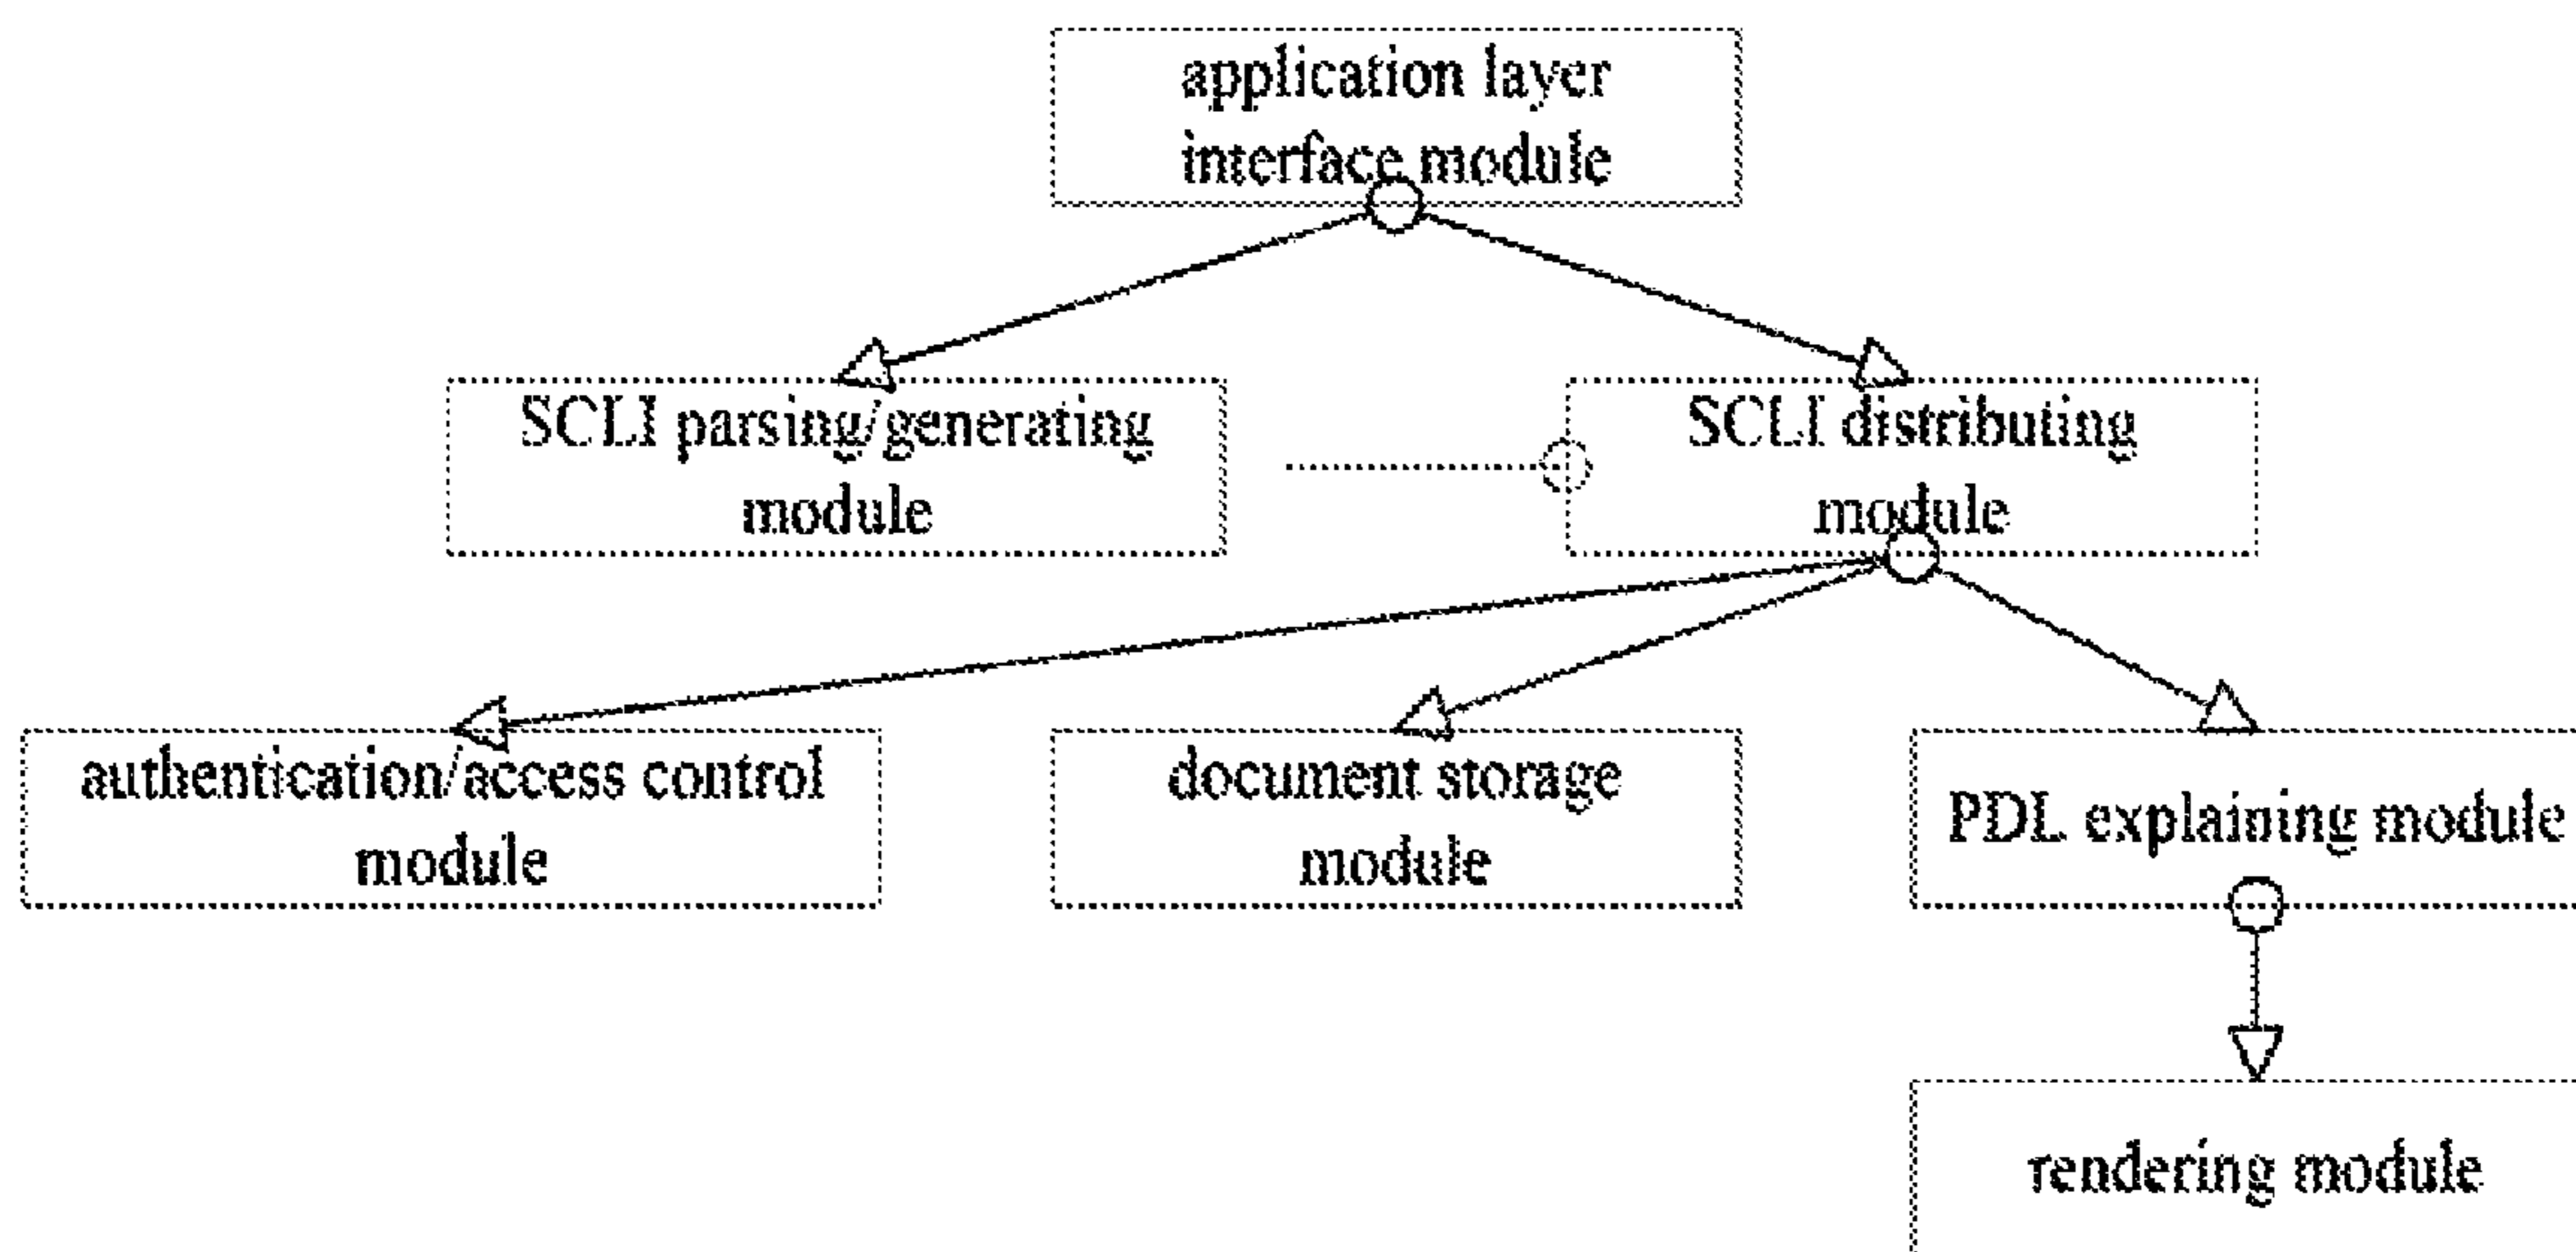 application layer
interface module
SCLI parsing/generating
module
SCLI distributing
module
authentication/access control
module
document storage
module
PDL explaining module
rendering module